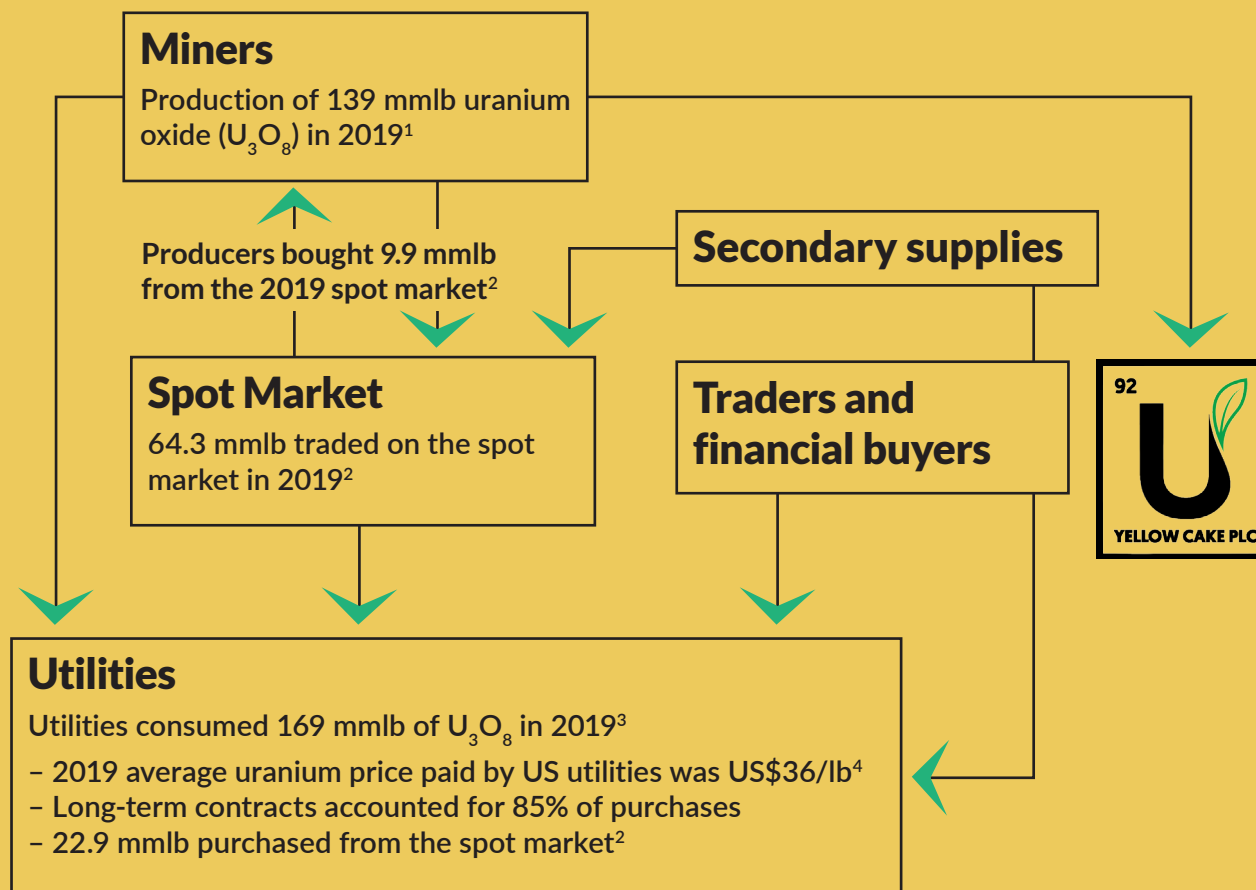 Miners
Production of 139 mmlb uranium
oxide (U₃O₈) in 2019¹
Producers bought 9.9 mmlb
from the 2019 spot market²
Secondary supplies
Spot Market
64.3 mmlb traded on the spot
market in 2019²
Traders and
financial buyers
92
U
YELLOW CAKE PLC
Utilities
Utilities consumed 169 mmlb of U₃O₈ in 2019³
– 2019 average uranium price paid by US utilities was US$36/lb⁴
– Long-term contracts accounted for 85% of purchases
– 22.9 mmlb purchased from the spot market²